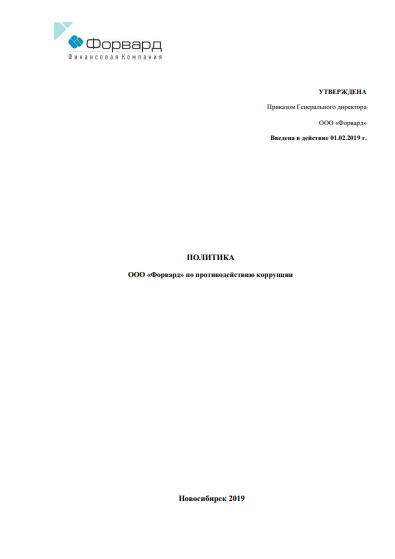 Форвард
Финансовая Компания
УТВЕРЖДЕНА
Приказом Генерального директора
ООО «Форвард»
Введена в действие 01.02.2019 г.
ПОЛИТИКА
ООО «Форвард» по противодействию коррупции
Новосибирск 2019